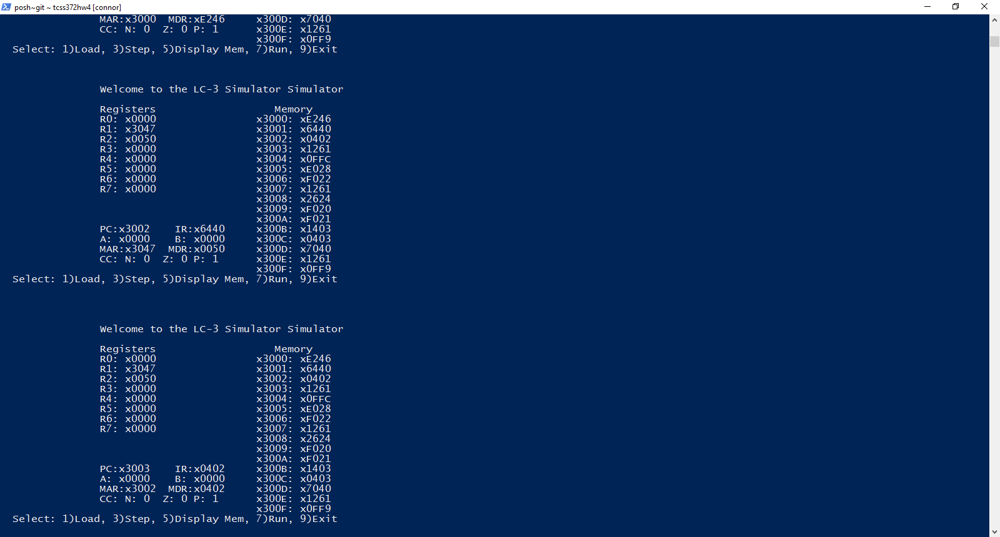 posh~git ~ tcss372hw4 [connor]
MAR:x3000 MDR:xE246 x300D: x7040
CC: N: 0 Z: 0 P: 1 x300E: x1261
x300F: x0FF9
Select: 1)Load, 3)Step, 5)Display Mem, 7)Run, 9)Exit
Welcome to the LC-3 Simulator Simulator
Registers Memory
R0: x0000 x3000: xE246
R1: x3047 x3001: x6440
R2: x0050 x3002: x0402
R3: x0000 x3003: x1261
R4: x0000 x3004: x0FFC
R5: x0000 x3005: xE028
R6: x0000 x3006: xF022
R7: x0000 x3007: x1261
x3008: x2624
x3009: xF020
x300A: xF021
PC:x3002 IR:x6440 x300B: x1403
A: x0000 B: x0000 x300C: x0403
MAR:x3047 MDR:x0050 x300D: x7040
CC: N: 0 Z: 0 P: 1 x300E: x1261
x300F: x0FF9
Select: 1)Load, 3)Step, 5)Display Mem, 7)Run, 9)Exit
Welcome to the LC-3 Simulator Simulator
Registers Memory
R0: x0000 x3000: xE246
R1: x3047 x3001: x6440
R2: x0050 x3002: x0402
R3: x0000 x3003: x1261
R4: x0000 x3004: x0FFC
R5: x0000 x3005: xE028
R6: x0000 x3006: xF022
R7: x0000 x3007: x1261
x3008: x2624
x3009: xF020
x300A: xF021
PC:x3003 IR:x0402 x300B: x1403
A: x0000 B: x0000 x300C: x0403
MAR:x3002 MDR:x0402 x300D: x7040
CC: N: 0 Z: 0 P: 1 x300E: x1261
x300F: x0FF9
Select: 1)Load, 3)Step, 5)Display Mem, 7)Run, 9)Exit